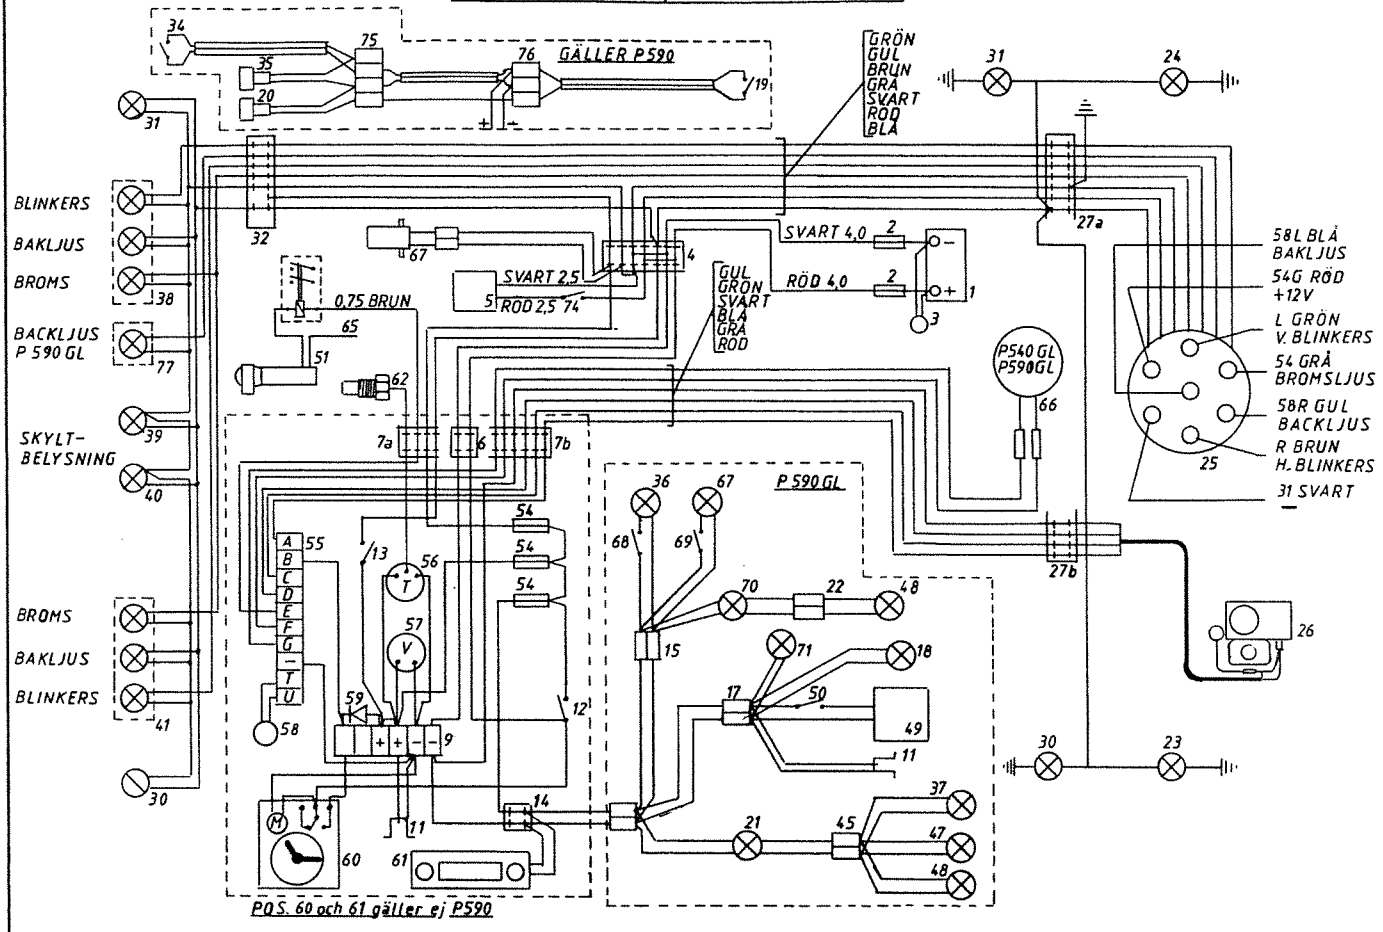 34
75
76
GÄLLER P590
35
20
19
+ −
GRÖN
GUL
BRUN
GRÅ
SVART
RÖD
BLÅ
31
24
31
32
27a
BLINKERS
BAKLJUS
BROMS
38
BACKLJUS
P 590 GL
77
67
4
SVART 4,0
2
−
RÖD 4,0
2
+
1
3
SVART 2,5
5
RÖD 2,5
74
0,75 BRUN
65
51
62
GUL
GRÖN
SVART
BLÅ
GRÅ
RÖD
P540 GL
P590GL
66
58L BLÅ
BAKLJUS
54G RÖD
+12V
L GRÖN
V. BLINKERS
54 GRÅ
BROMSLJUS
58R GUL
BACKLJUS
R BRUN
H. BLINKERS
31 SVART
25
39
SKYLT-
BELYSNING
40
7a
6
7b
P 590 GL
36
67
68
69
54
54
54
55
A
B
C
D
E
F
G
−
T
U
13
56
T
57
V
58
59
+ + − −
9
12
70
22
48
15
71
18
17
50
49
11
27b
26
BROMS
BAKLJUS
BLINKERS
41
30
30
23
M
60
11
61
14
21
45
37
47
48
POS. 60 och 61 gäller ej P590